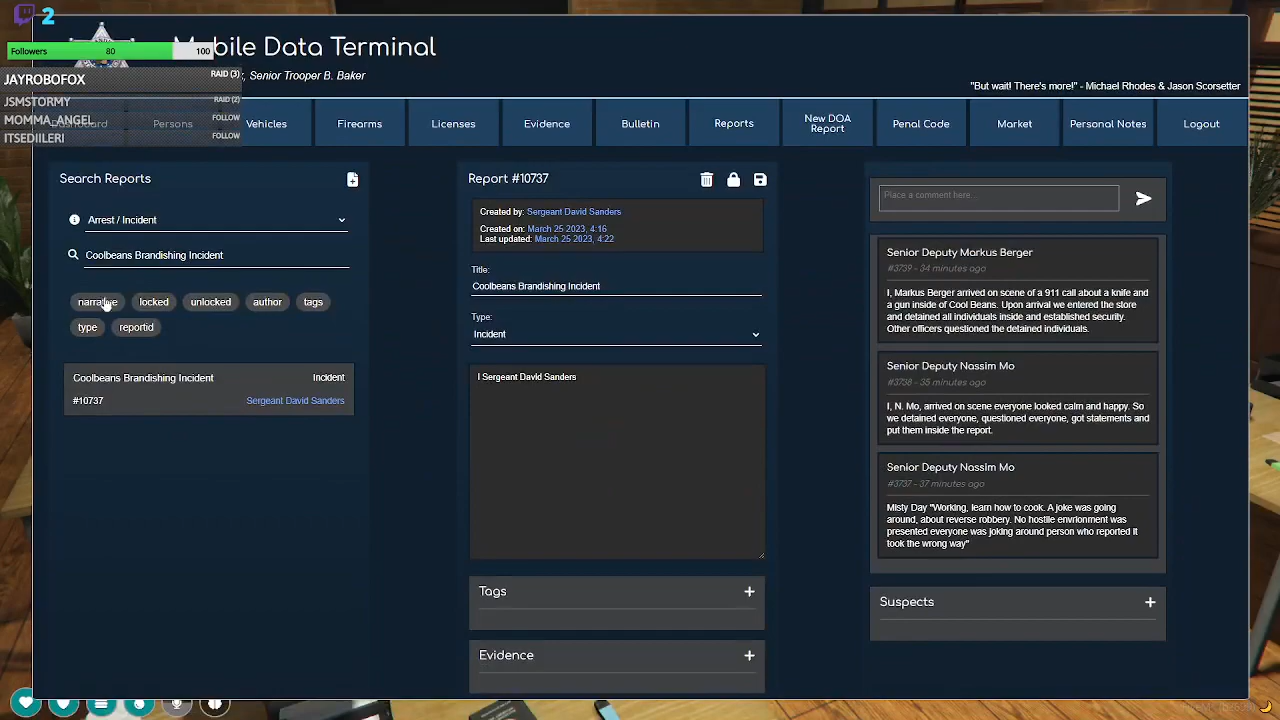 2
Mobile Data Terminal
Followers 80 100
JAYROBOFOX RAID (3)
Senior Trooper B. Baker
"But wait! There's more!" - Michael Rhodes & Jason Scorsetter
JSMSTORMY RAID (2)
MOMMA_ANGEL FOLLOW
ITSEDIILERI FOLLOW
Dashboard Persons Vehicles Firearms Licenses Evidence Bulletin Reports New DOA Report Penal Code Market Personal Notes Logout
Search Reports
Arrest / Incident
Coolbeans Brandishing Incident
narrative locked unlocked author tags
type reportid
Coolbeans Brandishing Incident Incident
#10737 Sergeant David Sanders
Report #10737
Created by: Sergeant David Sanders
Created on: March 25 2023, 4:16
Last updated: March 25 2023, 4:22
Title:
Coolbeans Brandishing Incident
Type:
Incident
I Sergeant David Sanders
Tags
Evidence
Place a comment here...
Senior Deputy Markus Berger
#3739 - 34 minutes ago
I, Markus Berger arrived on scene of a 911 call about a knife and
a gun inside of Cool Beans. Upon arrival we entered the store
and detained all individuals inside and established security.
Other officers questioned the detained individuals.
Senior Deputy Nassim Mo
#3738 - 35 minutes ago
I, N. Mo, arrived on scene everyone looked calm and happy. So
we detained everyone, questioned everyone, got statements and
put them inside the report.
Senior Deputy Nassim Mo
#3737 - 37 minutes ago
Misty Day "Working, learn how to cook. A joke was going
around, about reverse robbery. No hostile envrionment was
presented everyone was joking around person who reported it
took the wrong way"
Suspects